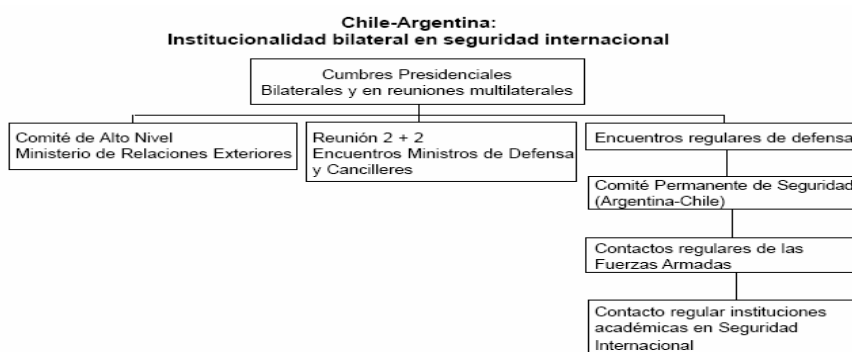 Chile-Argentina:
Institucionalidad bilateral en seguridad internacional
Cumbres Presidenciales
Bilaterales y en reuniones multilaterales
Comité de Alto Nivel
Ministerio de Relaciones Exteriores
Reunión 2 + 2
Encuentros Ministros de Defensa
y Cancilleres
Encuentros regulares de defensa
Comité Permanente de Seguridad
(Argentina-Chile)
Contactos regulares de las
Fuerzas Armadas
Contacto regular instituciones
académicas en Seguridad
Internacional